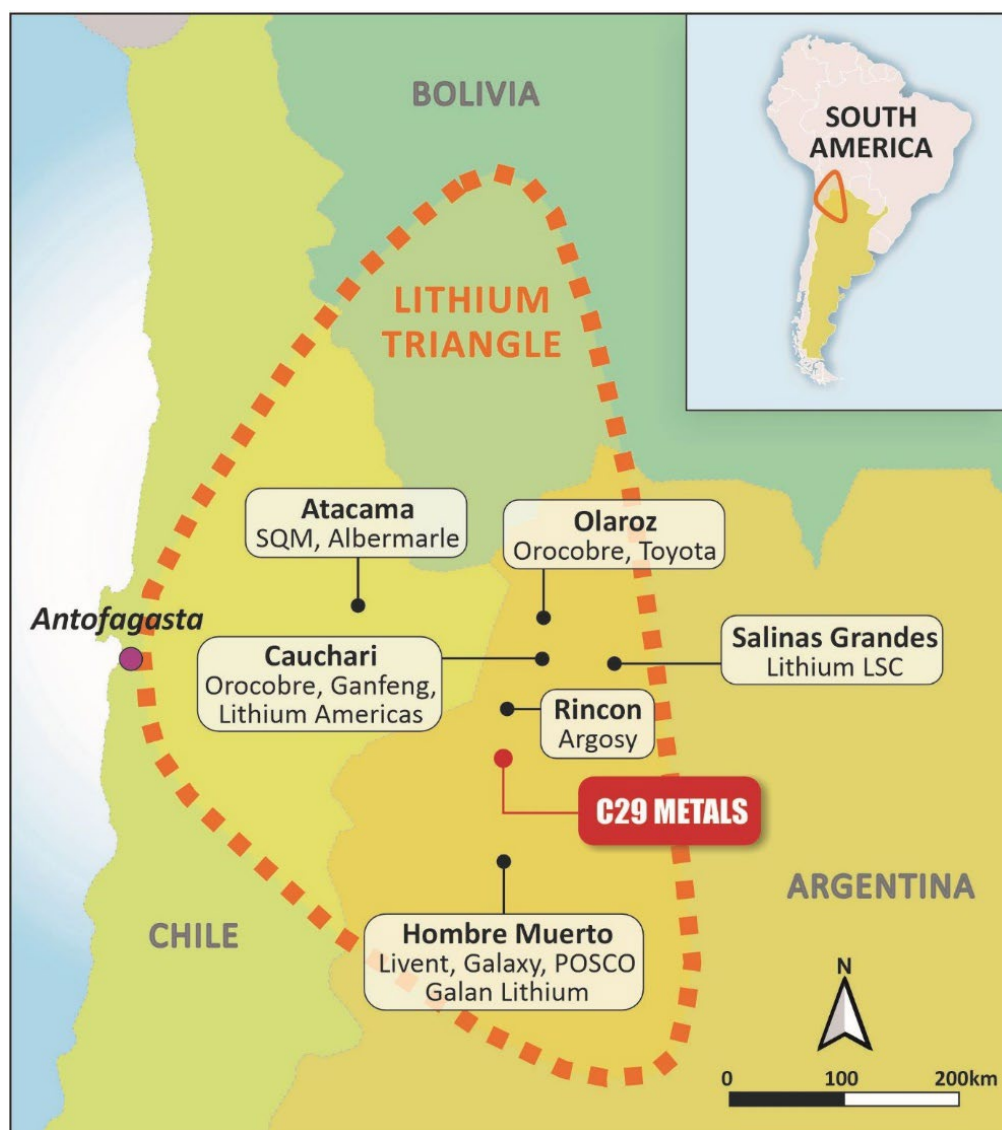 BOLIVIA
SOUTH
AMERICA
LITHIUM
TRIANGLE
Atacama
SQM, Albermarle
Olaroz
Orocobre, Toyota
Antofagasta
Cauchari
Orocobre, Ganfeng,
Lithium Americas
Salinas Grandes
Lithium LSC
Rincon
Argosy
C29 METALS
ARGENTINA
CHILE
Hombre Muerto
Livent, Galaxy, POSCO
Galan Lithium
N
0 100 200km